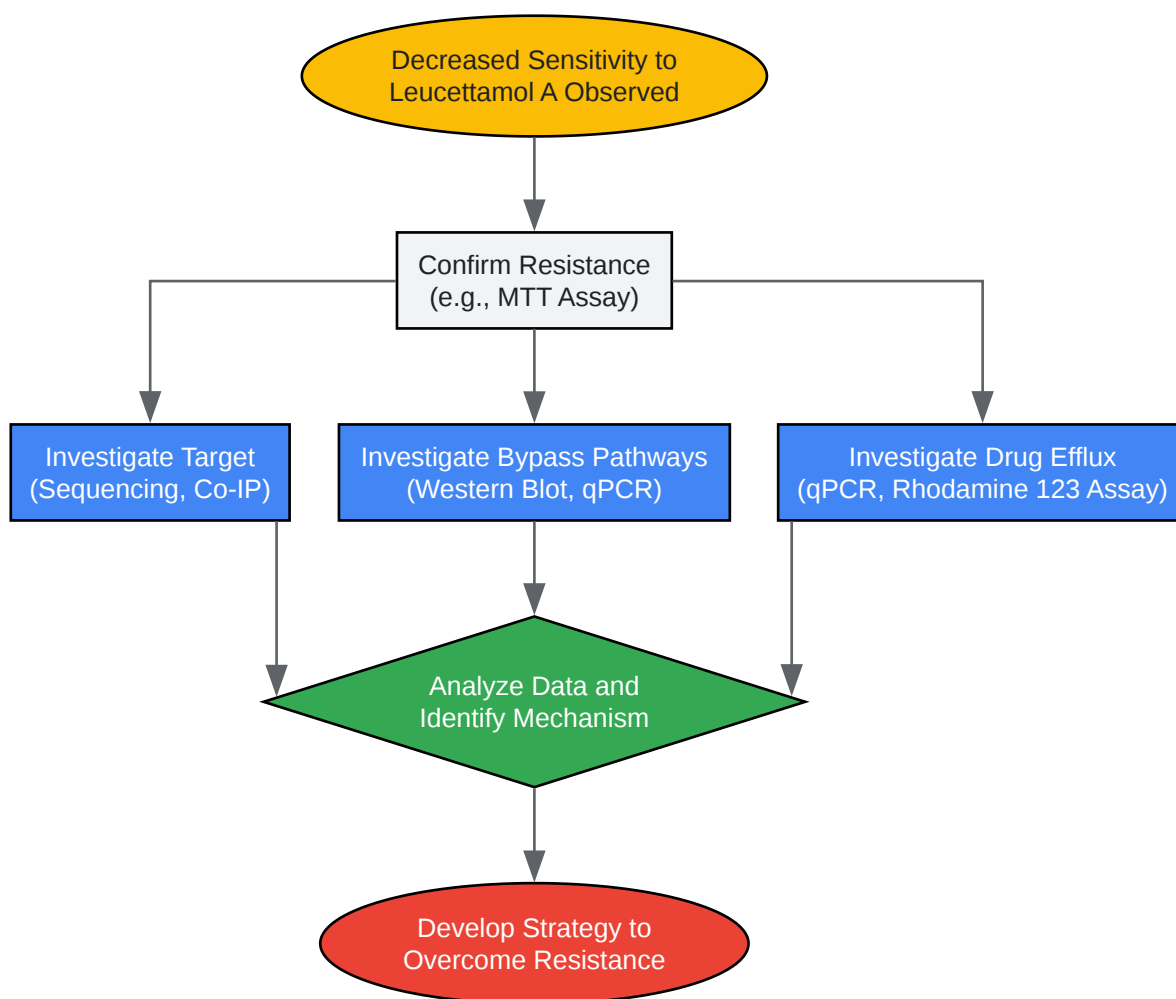 Decreased Sensitivity to
Leucettamol A Observed
Confirm Resistance
(e.g., MTT Assay)
Investigate Target
(Sequencing, Co-IP)
Investigate Bypass Pathways
(Western Blot, qPCR)
Investigate Drug Efflux
(qPCR, Rhodamine 123 Assay)
Analyze Data and
Identify Mechanism
Develop Strategy to
Overcome Resistance